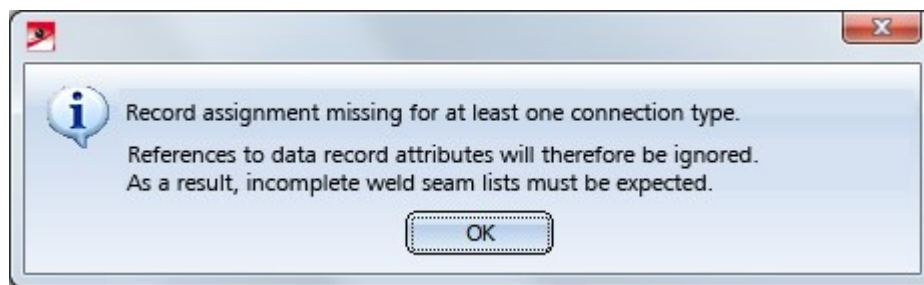 Record assignment missing for at least one connection type.
References to data record attributes will therefore be ignored.
As a result, incomplete weld seam lists must be expected.
OK